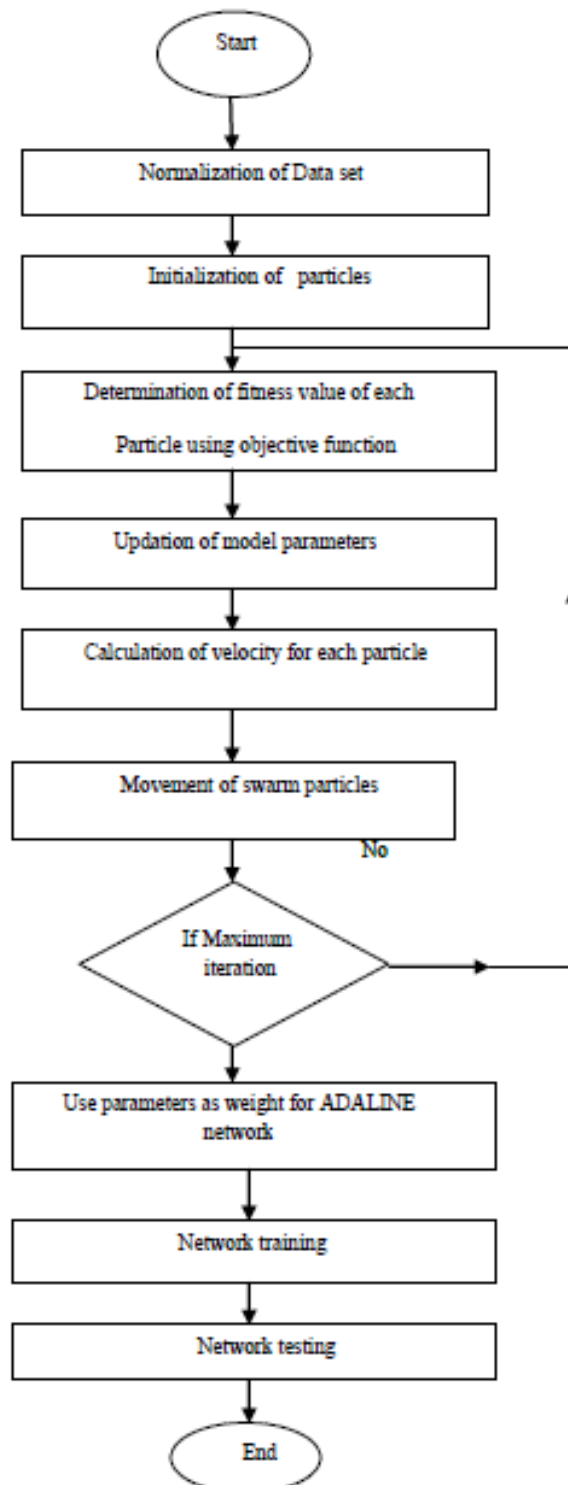 Start
Normalization of Data set
Initialization of particles
Determination of fitness value of each
Particle using objective function
Updation of model parameters
Calculation of velocity for each particle
Movement of swarm particles
No
If Maximum
iteration
Use parameters as weight for ADALINE
network
Network training
Network testing
End